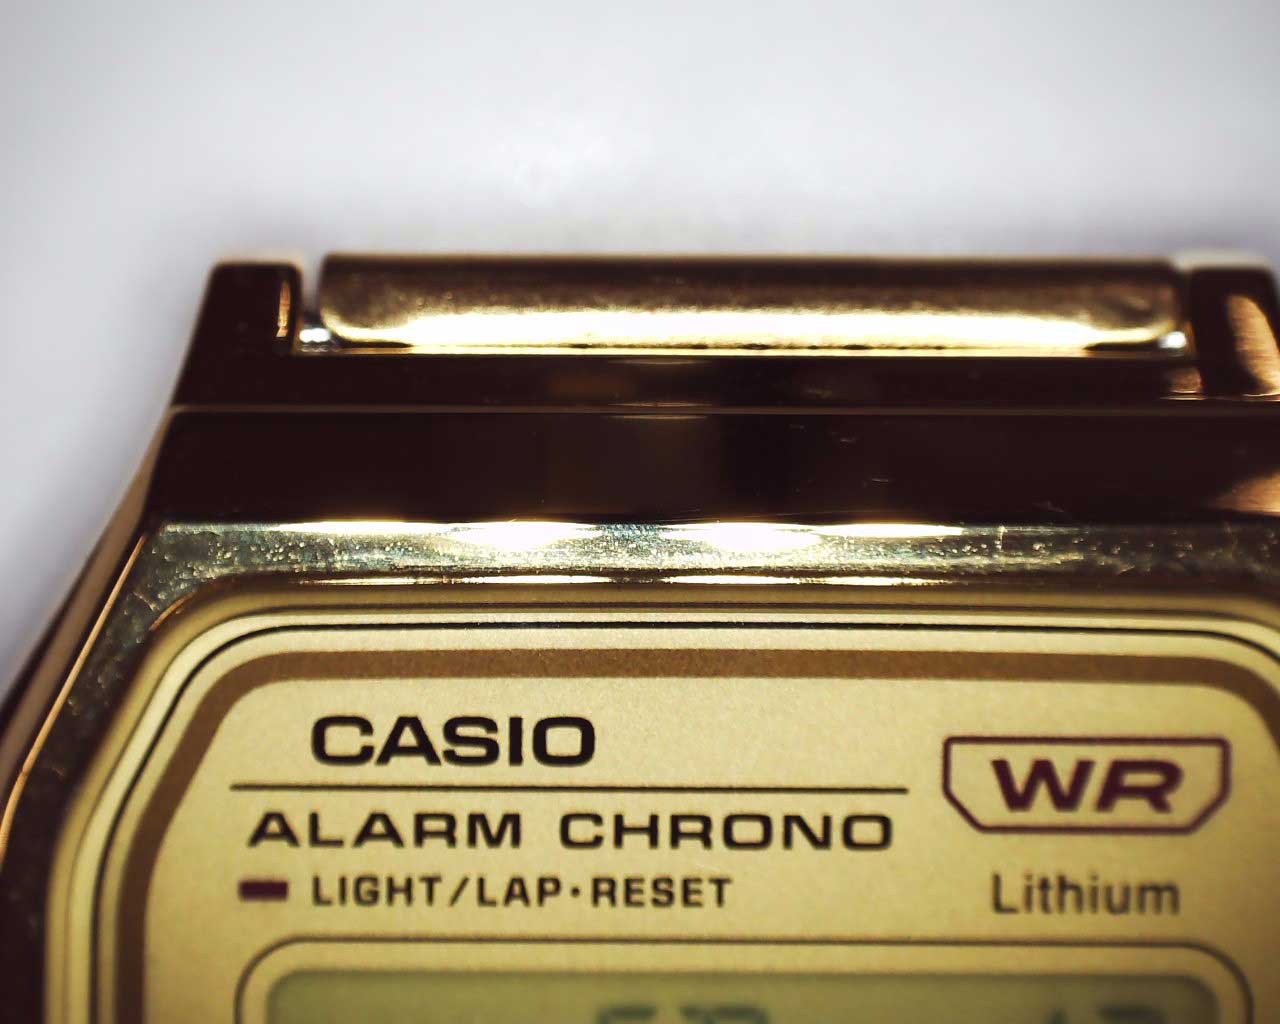 CASIO
WR
ALARM CHRONO
LIGHT/LAP•RESET
Lithium